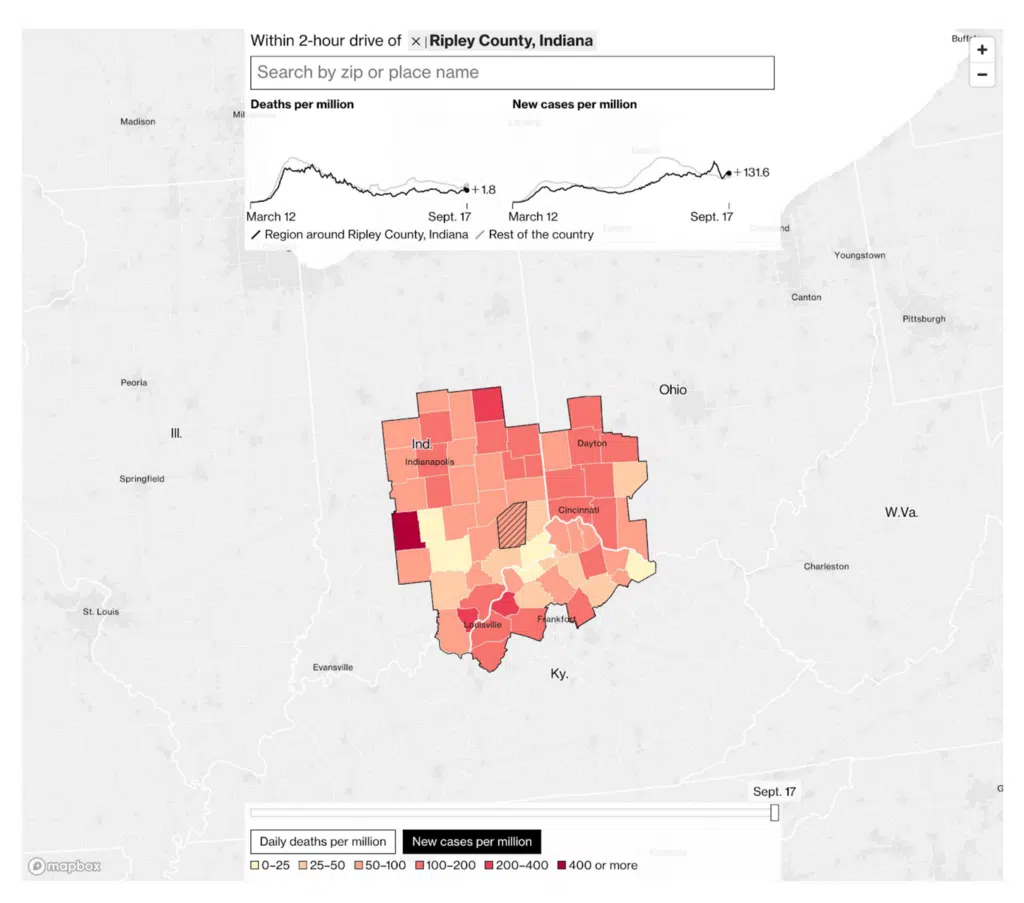 Within 2-hour drive of × | Ripley County, Indiana
Search by zip or place name
Deaths per million
New cases per million
+1.8
+131.6
March 12
Sept. 17
March 12
Sept. 17
Region around Ripley County, Indiana
Rest of the country
+
−
Madison
Youngstown
Canton
Pittsburgh
Peoria
Ohio
Ill.
Ind.
Dayton
Indianapolis
Springfield
Cincinnati
W.Va.
Charleston
St. Louis
Louisville
Frankfort
Evansville
Ky.
Sept. 17
Daily deaths per million
New cases per million
0–25
25–50
50–100
100–200
200–400
400 or more
mapbox